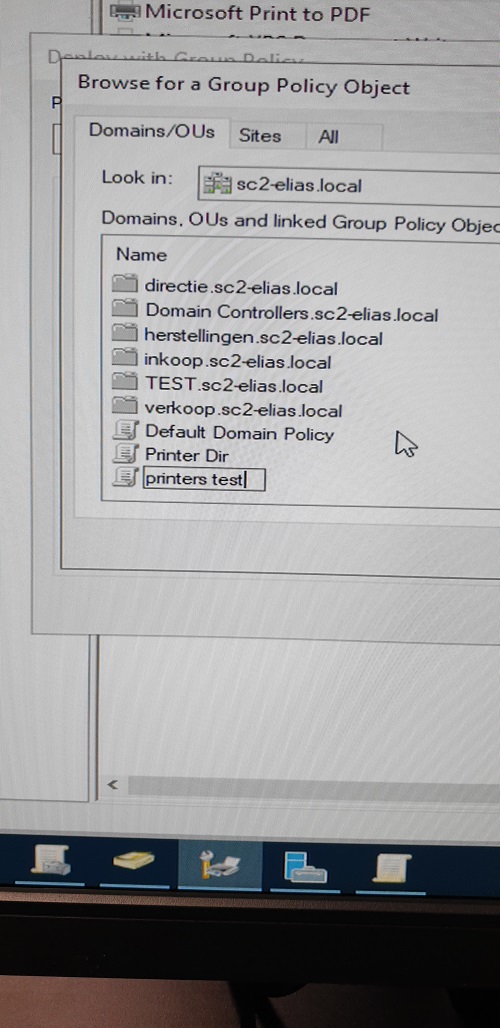 Microsoft Print to PDF
Deploy with Group Policy
P
Browse for a Group Policy Object
Domains/OUs
Sites
All
Look in:
sc2-elias.local
Domains, OUs and linked Group Policy Objec
Name
directie.sc2-elias.local
Domain Controllers.sc2-elias.local
herstellingen.sc2-elias.local
inkoop.sc2-elias.local
TEST.sc2-elias.local
verkoop.sc2-elias.local
Default Domain Policy
Printer Dir
printers test